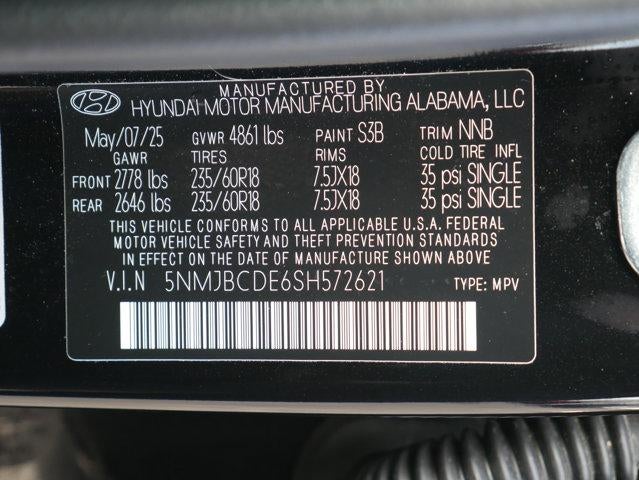 MANUFACTURED BY
HYUNDAI MOTOR MANUFACTURING ALABAMA, LLC
May/07/25 GVWR 4861 lbs PAINT S3B TRIM NNB
GAWR TIRES RIMS COLD TIRE INFL
FRONT 2778 lbs 235/60R18 7.5JX18 35 psi SINGLE
REAR 2646 lbs 235/60R18 7.5JX18 35 psi SINGLE
THIS VEHICLE CONFORMS TO ALL APPLICABLE U.S.A. FEDERAL
MOTOR VEHICLE SAFETY AND THEFT PREVENTION STANDARDS
IN EFFECT ON THE DATE OF MANUFACTURE SHOWN ABOVE
V.I.N 5NMJBCDE6SH572621 TYPE: MPV